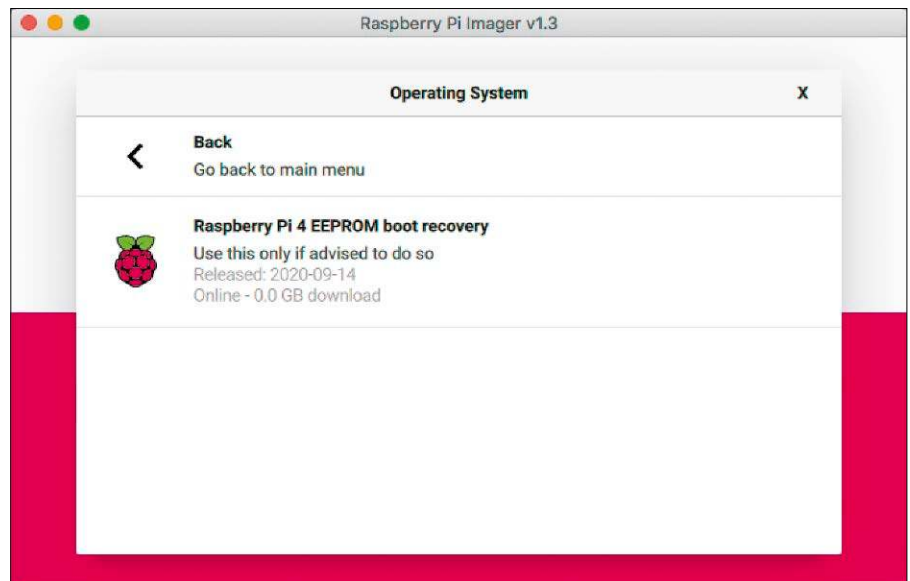 Raspberry Pi Imager v1.3
Operating System X
Back
Go back to main menu
Raspberry Pi 4 EEPROM boot recovery
Use this only if advised to do so
Released: 2020-09-14
Online - 0.0 GB download